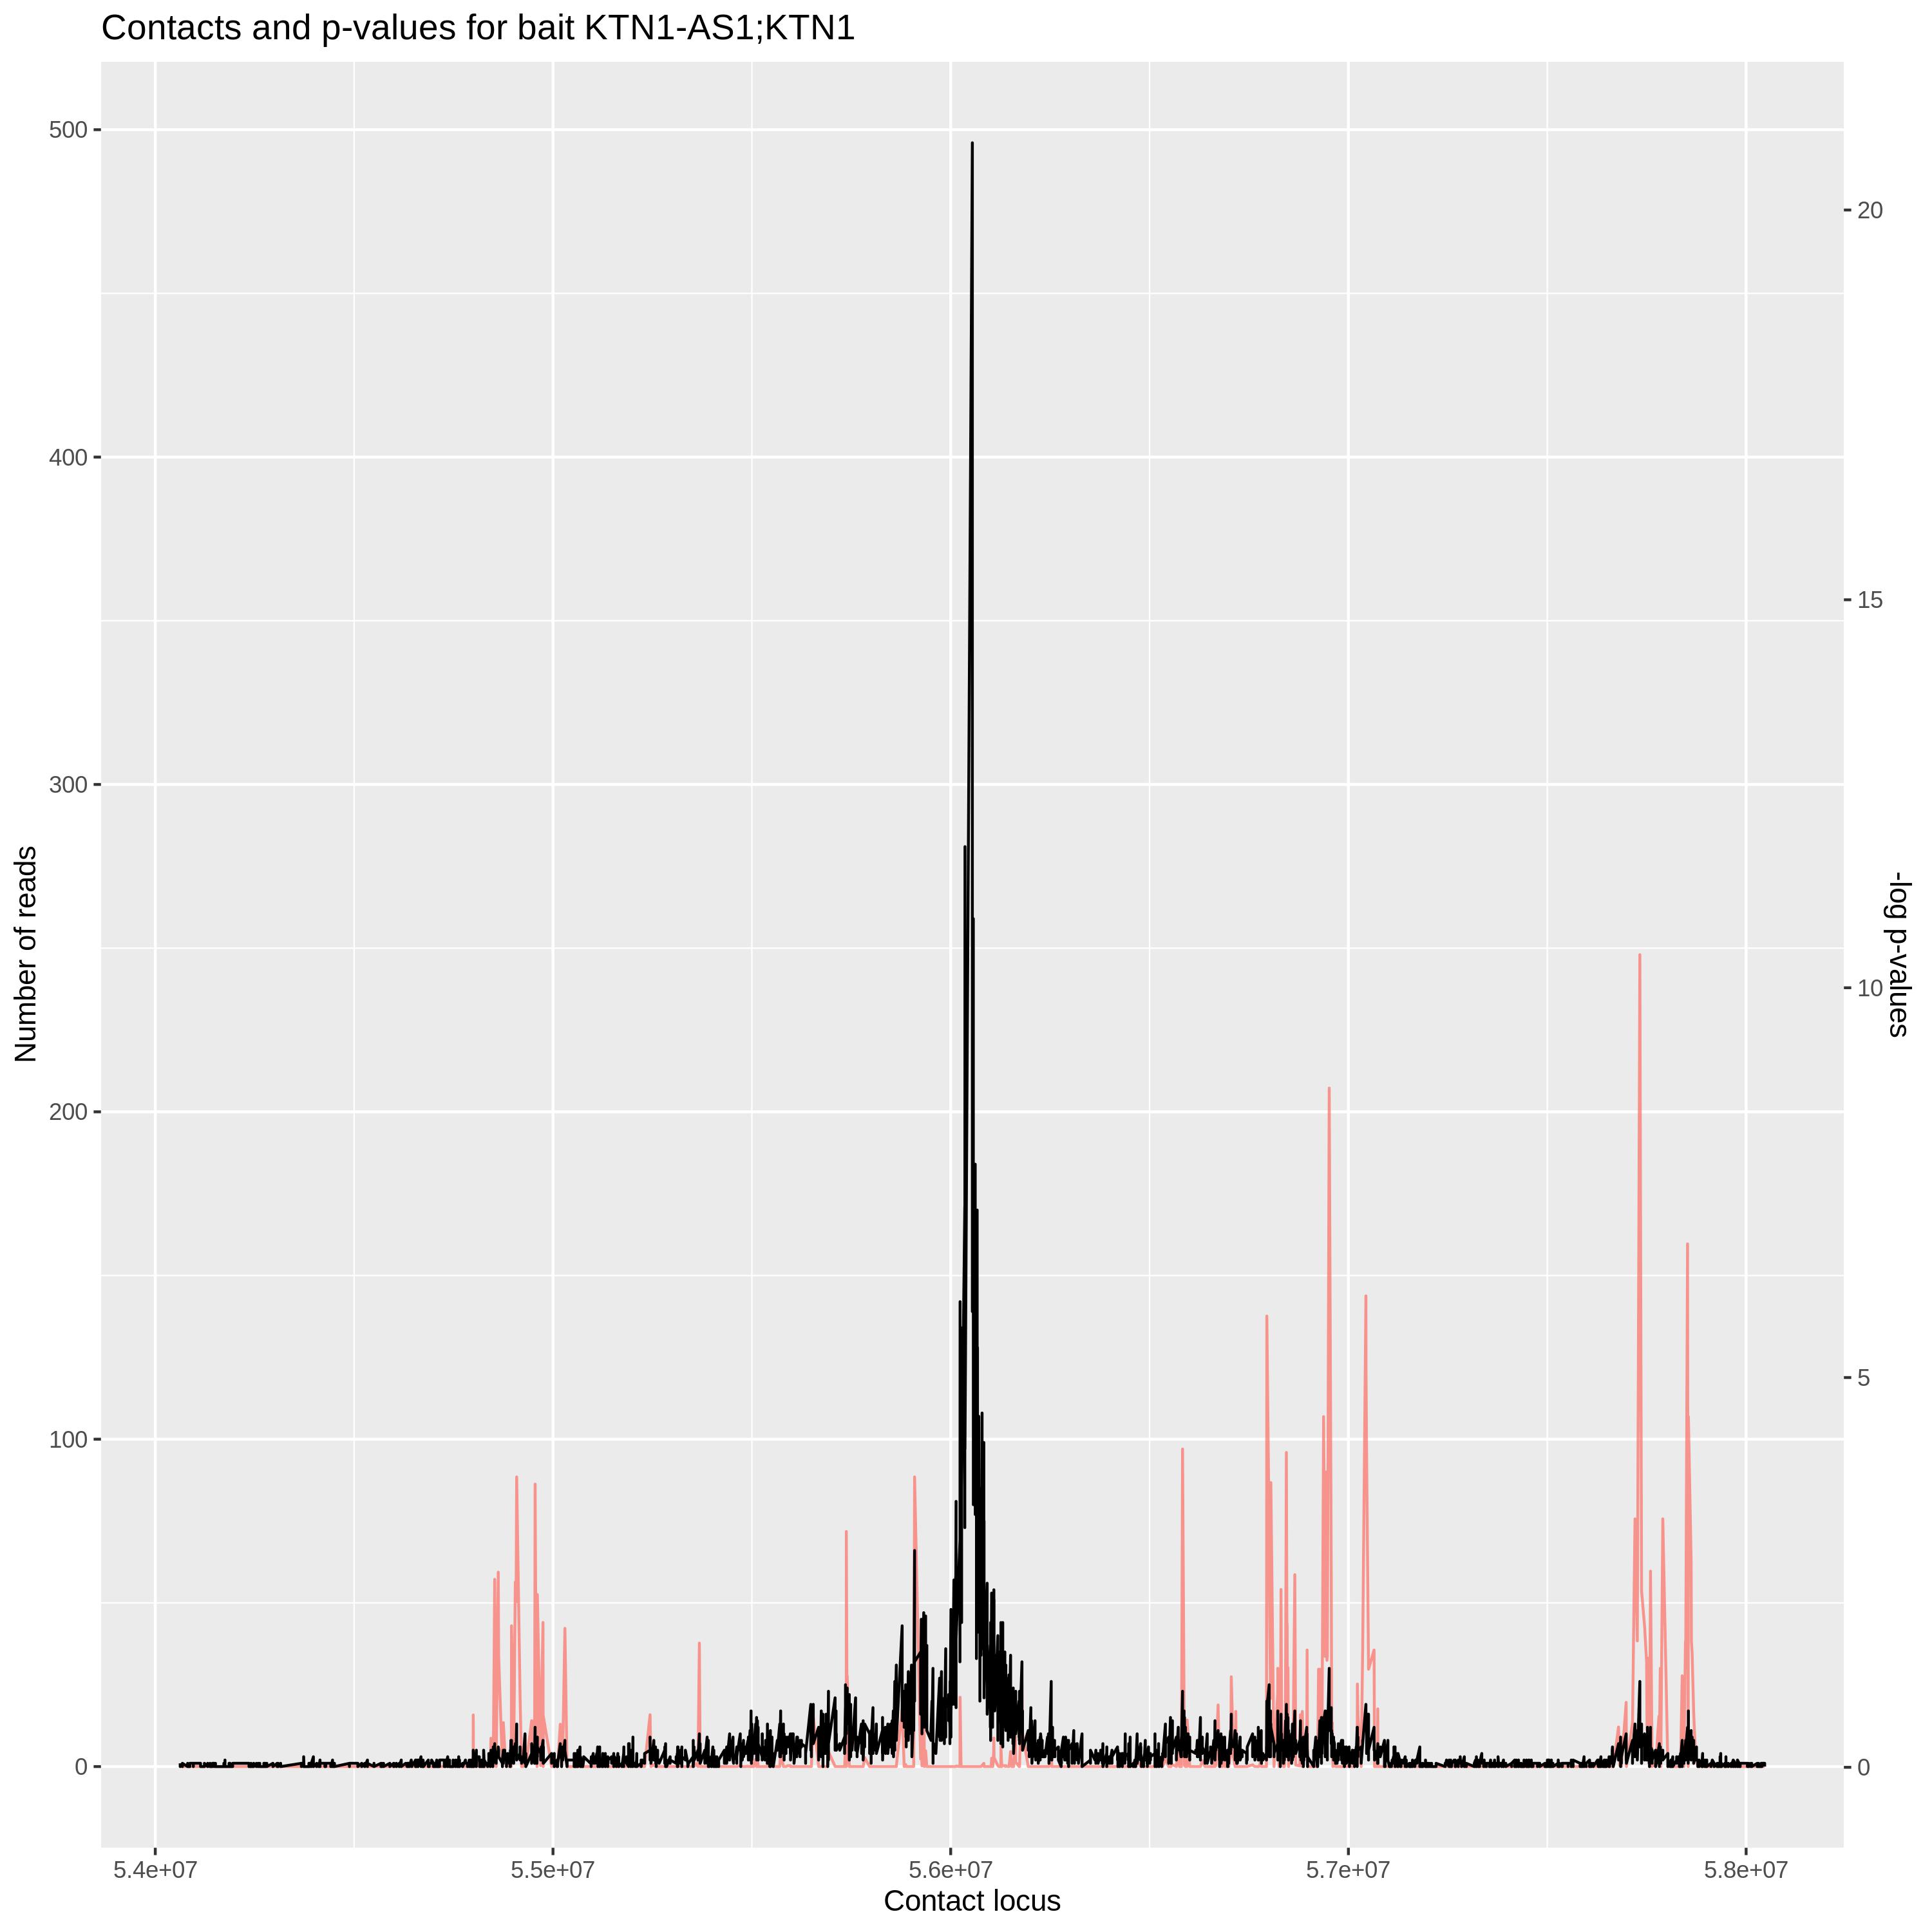 Contacts and p-values for bait KTN1-AS1;KTN1
500
400
300
200
100
0
Number of reads
20
15
10
5
0
-log p-values
5.4e+07
5.5e+07
5.6e+07
5.7e+07
5.8e+07
Contact locus